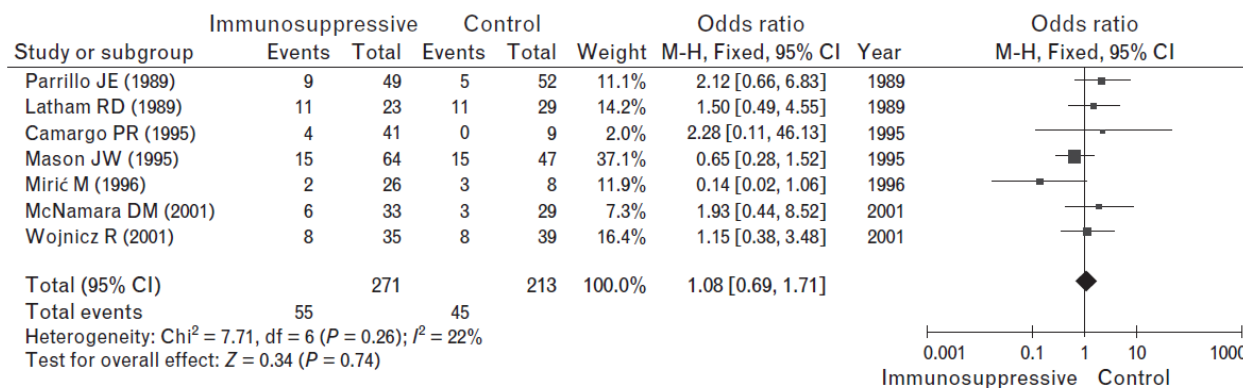 Immunosuppressive Control Odds ratio Odds ratio
Study or subgroup Events Total Events Total Weight M-H, Fixed, 95% CI Year M-H, Fixed, 95% CI
Parrillo JE (1989) 9 49 5 52 11.1% 2.12 [0.66, 6.83] 1989
Latham RD (1989) 11 23 11 29 14.2% 1.50 [0.49, 4.55] 1989
Camargo PR (1995) 4 41 0 9 2.0% 2.28 [0.11, 46.13] 1995
Mason JW (1995) 15 64 15 47 37.1% 0.65 [0.28, 1.52] 1995
Mirić M (1996) 2 26 3 8 11.9% 0.14 [0.02, 1.06] 1996
McNamara DM (2001) 6 33 3 29 7.3% 1.93 [0.44, 8.52] 2001
Wojnicz R (2001) 8 35 8 39 16.4% 1.15 [0.38, 3.48] 2001
Total (95% CI) 271 213 100.0% 1.08 [0.69, 1.71]
Total events 55 45
Heterogeneity: Chi² = 7.71, df = 6 (P = 0.26); I² = 22%
Test for overall effect: Z = 0.34 (P = 0.74)
0.001 0.1 1 10 1000
Immunosuppressive Control